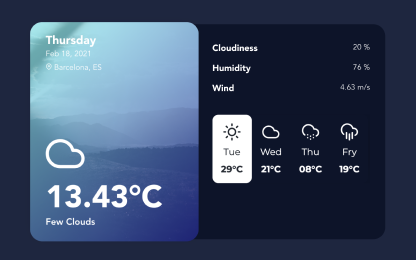 Thursday
Feb 18, 2021
Barcelona, ES
13.43°C
Few Clouds
Cloudiness 20 %
Humidity 76 %
Wind 4.63 m/s
Tue Wed Thu Fry
29°C 21°C 08°C 19°C